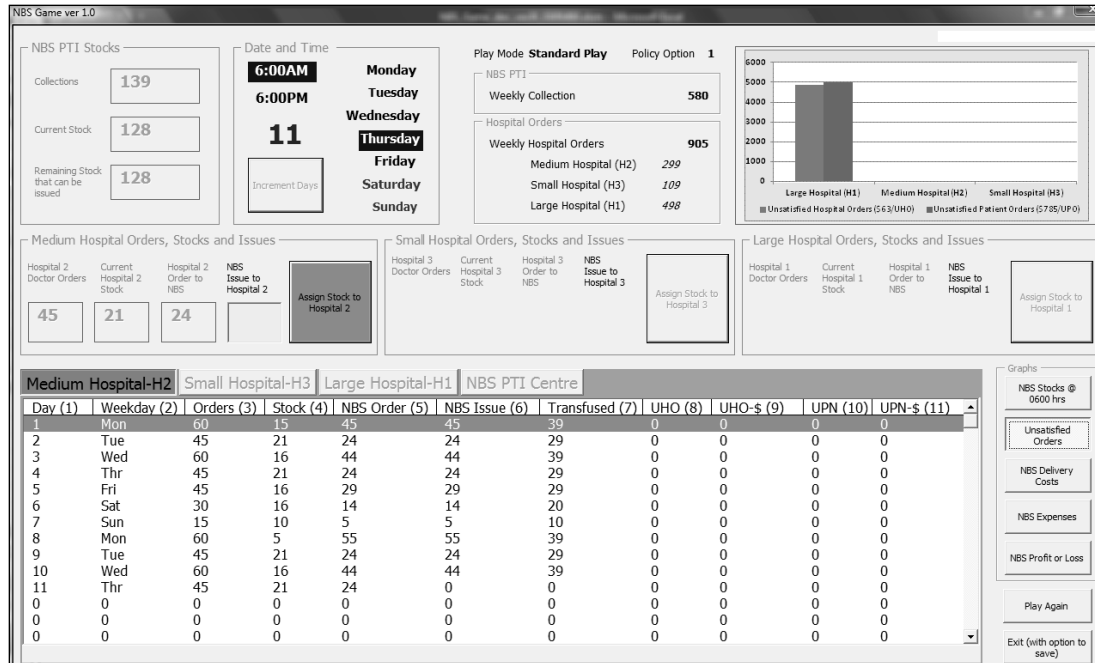 NBS Game ver 1.0
NBS PTI Stocks
Collections 139
Current Stock 128
Remaining Stock that can be issued 128
Date and Time
6:00AM
6:00PM
11
Increment Days
Monday
Tuesday
Wednesday
Thursday
Friday
Saturday
Sunday
Play Mode Standard Play Policy Option 1
NBS PTI
Weekly Collection 580
Hospital Orders
Weekly Hospital Orders 905
Medium Hospital (H2) 299
Small Hospital (H3) 109
Large Hospital (H1) 498
6000
5000
4000
3000
2000
1000
0
Large Hospital (H1) Medium Hospital (H2) Small Hospital (H3)
Unsatisfied Hospital Orders ($63/UHO) Unsatisfied Patient Orders ($785/UPO)
Medium Hospital Orders, Stocks and Issues
Hospital 2 Doctor Orders
Current Hospital 2 Stock
Hospital 2 Order to NBS
NBS Issue to Hospital 2
45 21 24
Assign Stock to Hospital 2
Small Hospital Orders, Stocks and Issues
Hospital 3 Doctor Orders
Current Hospital 3 Stock
Hospital 3 Order to NBS
NBS Issue to Hospital 3
Assign Stock to Hospital 3
Large Hospital Orders, Stocks and Issues
Hospital 1 Doctor Orders
Current Hospital 1 Stock
Hospital 1 Order to NBS
NBS Issue to Hospital 1
Assign Stock to Hospital 1
Medium Hospital-H2 Small Hospital-H3 Large Hospital-H1 NBS PTI Centre
Day (1) Weekday (2) Orders (3) Stock (4) NBS Order (5) NBS Issue (6) Transfused (7) UHO (8) UHO-$ (9) UPN (10) UPN-$ (11)
1 Mon 60 15 45 45 39 0 0 0 0
2 Tue 45 21 24 24 29 0 0 0 0
3 Wed 60 16 44 44 39 0 0 0 0
4 Thr 45 21 24 24 29 0 0 0 0
5 Fri 45 16 29 29 29 0 0 0 0
6 Sat 30 16 14 14 20 0 0 0 0
7 Sun 15 10 5 5 10 0 0 0 0
8 Mon 60 5 55 55 39 0 0 0 0
9 Tue 45 21 24 24 29 0 0 0 0
10 Wed 60 16 44 44 39 0 0 0 0
11 Thr 45 21 24 0 0 0 0 0 0
0 0 0 0 0 0 0 0 0 0 0
0 0 0 0 0 0 0 0 0 0 0
0 0 0 0 0 0 0 0 0 0 0
Graphs
NBS Stocks @ 0600 hrs
Unsatisfied Orders
NBS Delivery Costs
NBS Expenses
NBS Profit or Loss
Play Again
Exit (with option to save)